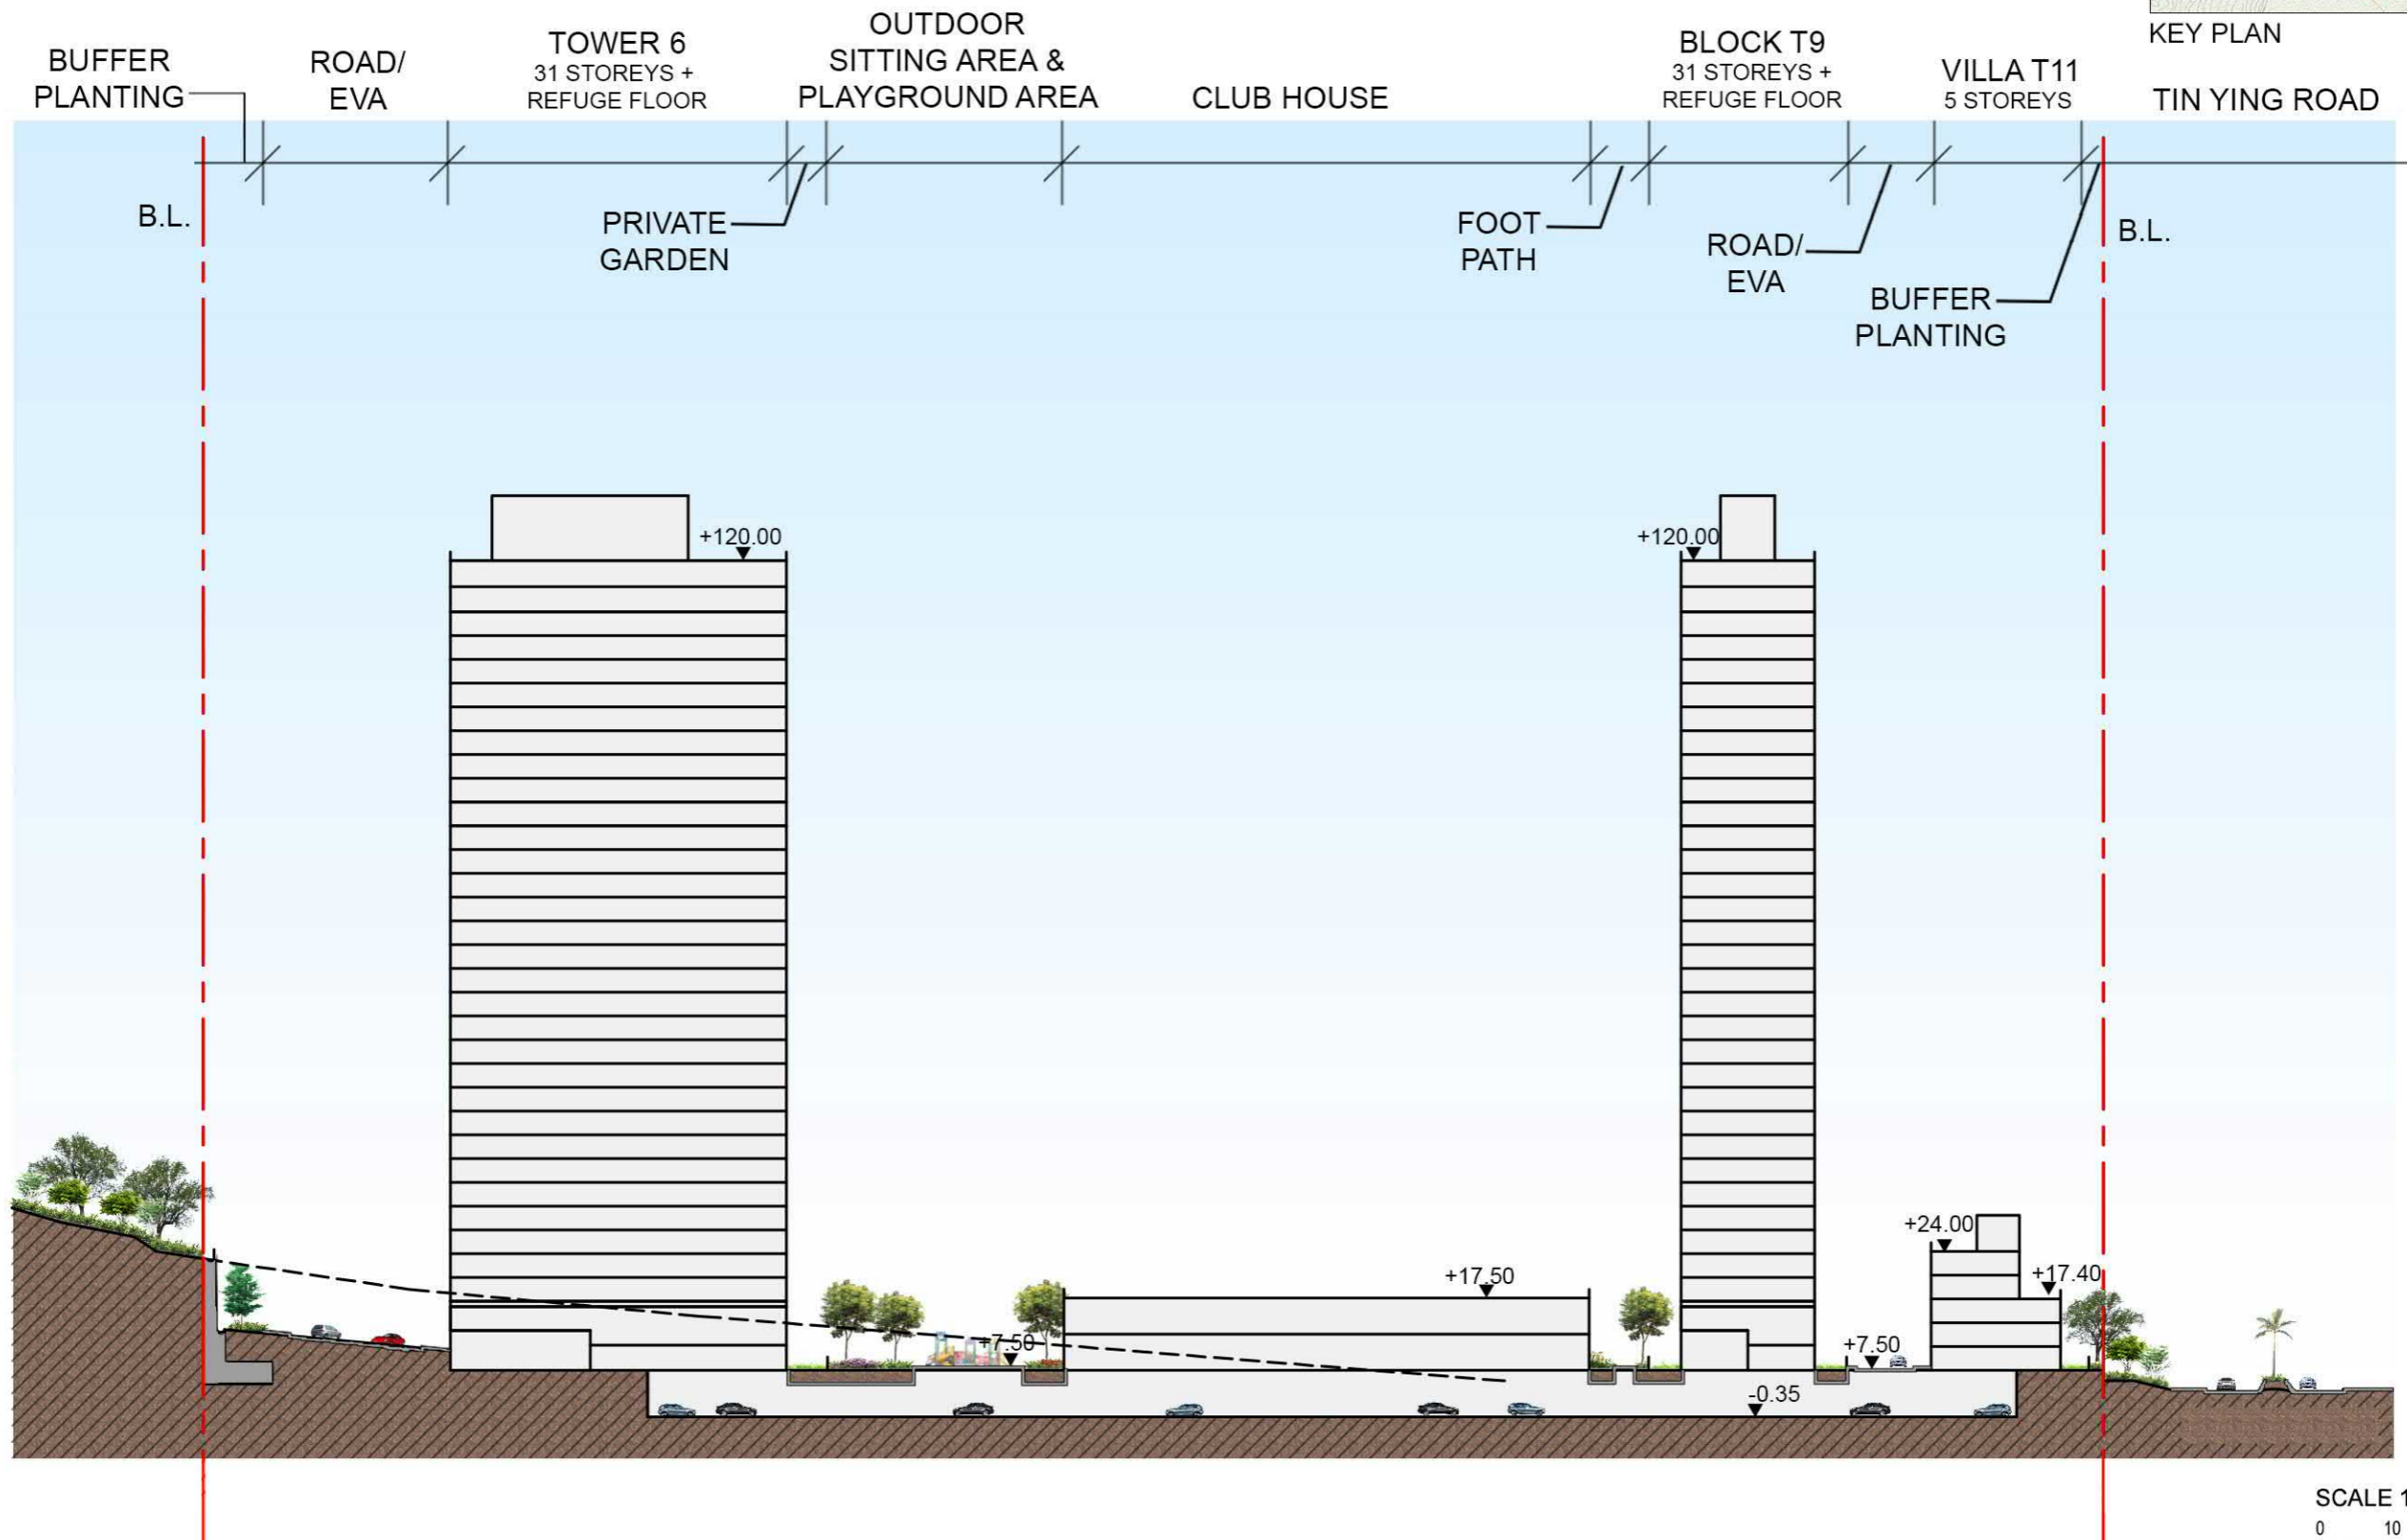 KEY PLAN
BUFFER
PLANTING
ROAD/
EVA
TOWER 6
31 STOREYS +
REFUGE FLOOR
OUTDOOR
SITTING AREA &
PLAYGROUND AREA
CLUB HOUSE
BLOCK T9
31 STOREYS +
REFUGE FLOOR
VILLA T11
5 STOREYS
TIN YING ROAD
B.L.
PRIVATE
GARDEN
FOOT
PATH
ROAD/
EVA
BUFFER
PLANTING
B.L.
+120.00
+120.00
+24.00
+17.50
+17.40
+7.50
+7.50
-0.35
SCALE 1
0 10